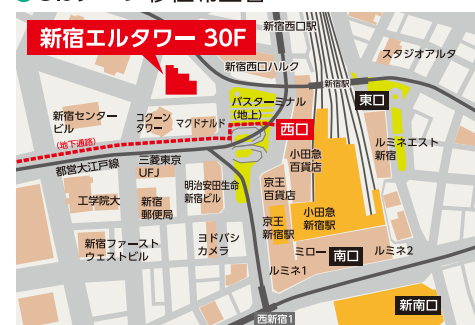 新宿エルタワー 30F
新宿西口駅
スタジオアルタ
新宿西口ハルク
新宿駅
東口
バスターミナル
(地上)
新宿センター
ビル
コクーン
タワー
マクドナルド
西口
(地下通路)
ルミネエスト
新宿
小田急
百貨店
都営大江戸線
三菱東京
UFJ
明治安田生命
新宿ビル
京王
百貨店
工学院大
新宿
郵便局
小田急
新宿駅
京王
新宿駅
新宿ファースト
ウェストビル
ヨドバシ
カメラ
ミロード
南口
ルミネ2
ルミネ1
新南口
西新宿1